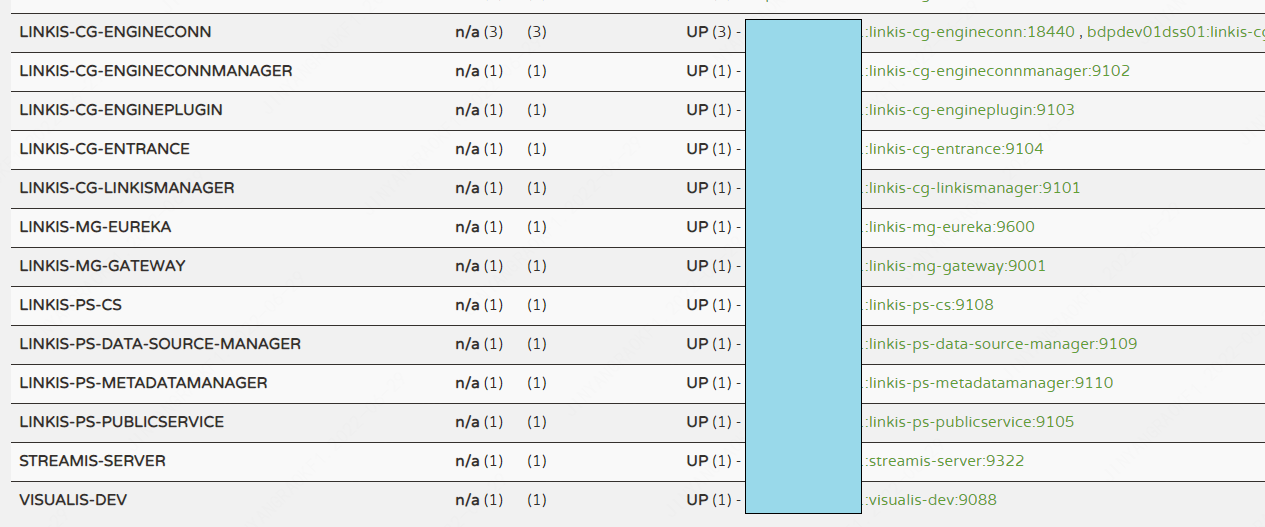 LINKIS-CG-ENGINECONN n/a (3) (3) UP (3) - :linkis-cg-engineconn:18440 , bdpdev01dss01:linkis-cg
LINKIS-CG-ENGINECONNMANAGER n/a (1) (1) UP (1) - :linkis-cg-engineconnmanager:9102
LINKIS-CG-ENGINEPLUGIN n/a (1) (1) UP (1) - :linkis-cg-engineplugin:9103
LINKIS-CG-ENTRANCE n/a (1) (1) UP (1) - :linkis-cg-entrance:9104
LINKIS-CG-LINKISMANAGER n/a (1) (1) UP (1) - :linkis-cg-linkismanager:9101
LINKIS-MG-EUREKA n/a (1) (1) UP (1) - :linkis-mg-eureka:9600
LINKIS-MG-GATEWAY n/a (1) (1) UP (1) - :linkis-mg-gateway:9001
LINKIS-PS-CS n/a (1) (1) UP (1) - :linkis-ps-cs:9108
LINKIS-PS-DATA-SOURCE-MANAGER n/a (1) (1) UP (1) - :linkis-ps-data-source-manager:9109
LINKIS-PS-METADATAMANAGER n/a (1) (1) UP (1) - :linkis-ps-metadatamanager:9110
LINKIS-PS-PUBLICSERVICE n/a (1) (1) UP (1) - :linkis-ps-publicservice:9105
STREAMIS-SERVER n/a (1) (1) UP (1) - :streamis-server:9322
VISUALIS-DEV n/a (1) (1) UP (1) - :visualis-dev:9088